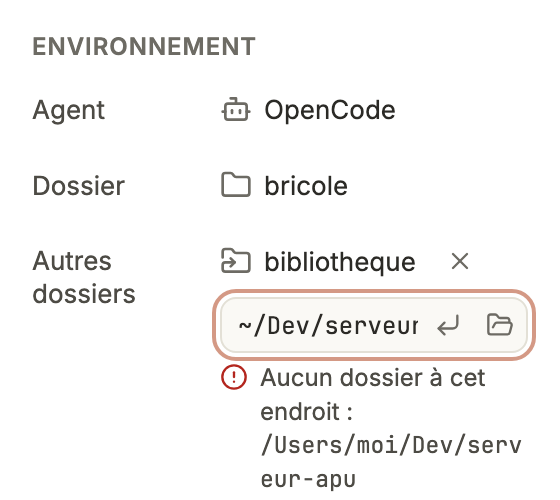 ENVIRONNEMENT
Agent OpenCode
Dossier bricole
Autres dossiers bibliotheque
~/Dev/serveur
Aucun dossier à cet
endroit :
/Users/moi/Dev/serv
eur-apu